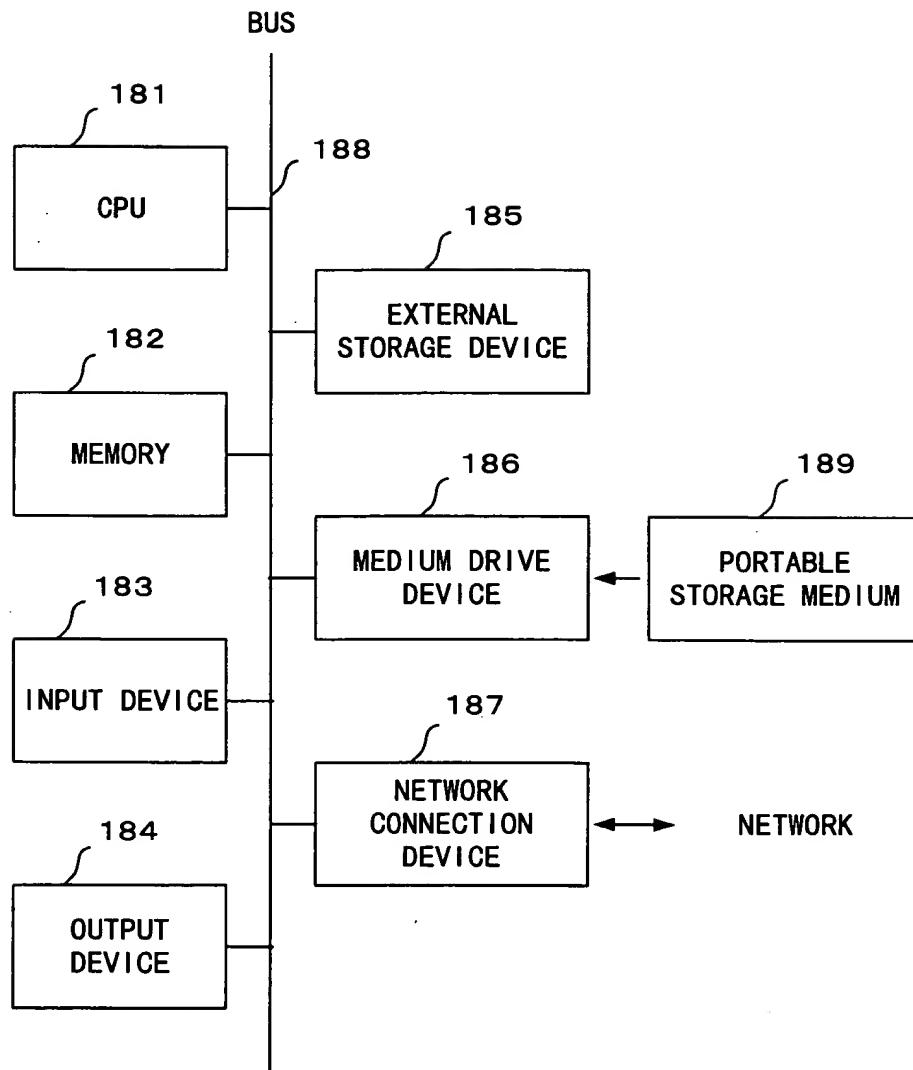 BUS
181
188
CPU
185
EXTERNAL
STORAGE DEVICE
182
MEMORY
186
189
MEDIUM DRIVE
DEVICE
PORTABLE
STORAGE MEDIUM
183
INPUT DEVICE
187
NETWORK
CONNECTION
DEVICE
NETWORK
184
OUTPUT
DEVICE